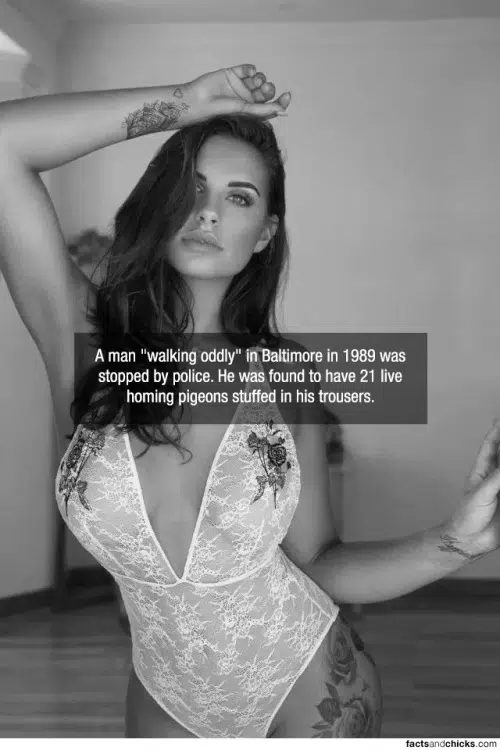 A man "walking oddly" in Baltimore in 1989 was
stopped by police. He was found to have 21 live
homing pigeons stuffed in his trousers.
factsandchicks.com